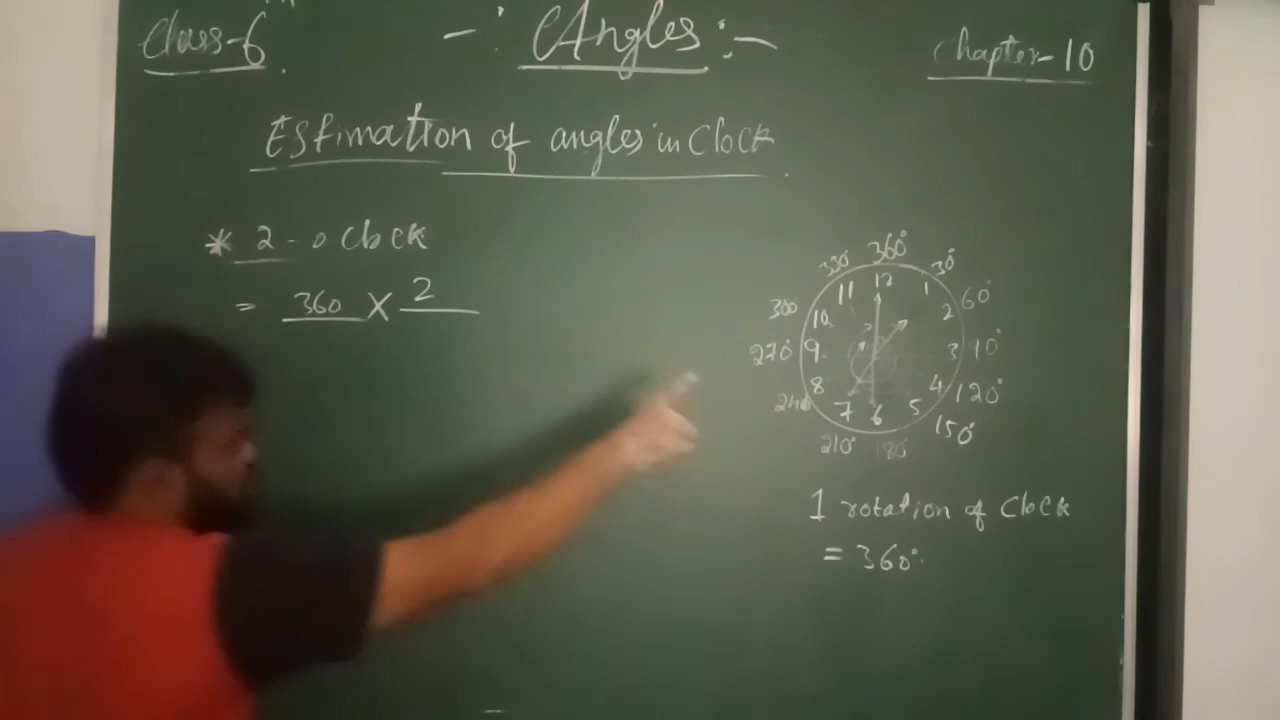 Class-6
-: Angles :-
Chapter-10
Estimation of angles in Clock
* 2-o clock
= 360 X 2
360°
330° 30°
12
11 1
300° 60°
10 2
270° 9 3 90°
8 4
240 120°
7 6 5
150°
210° 180°
1 rotation of clock
= 360°.